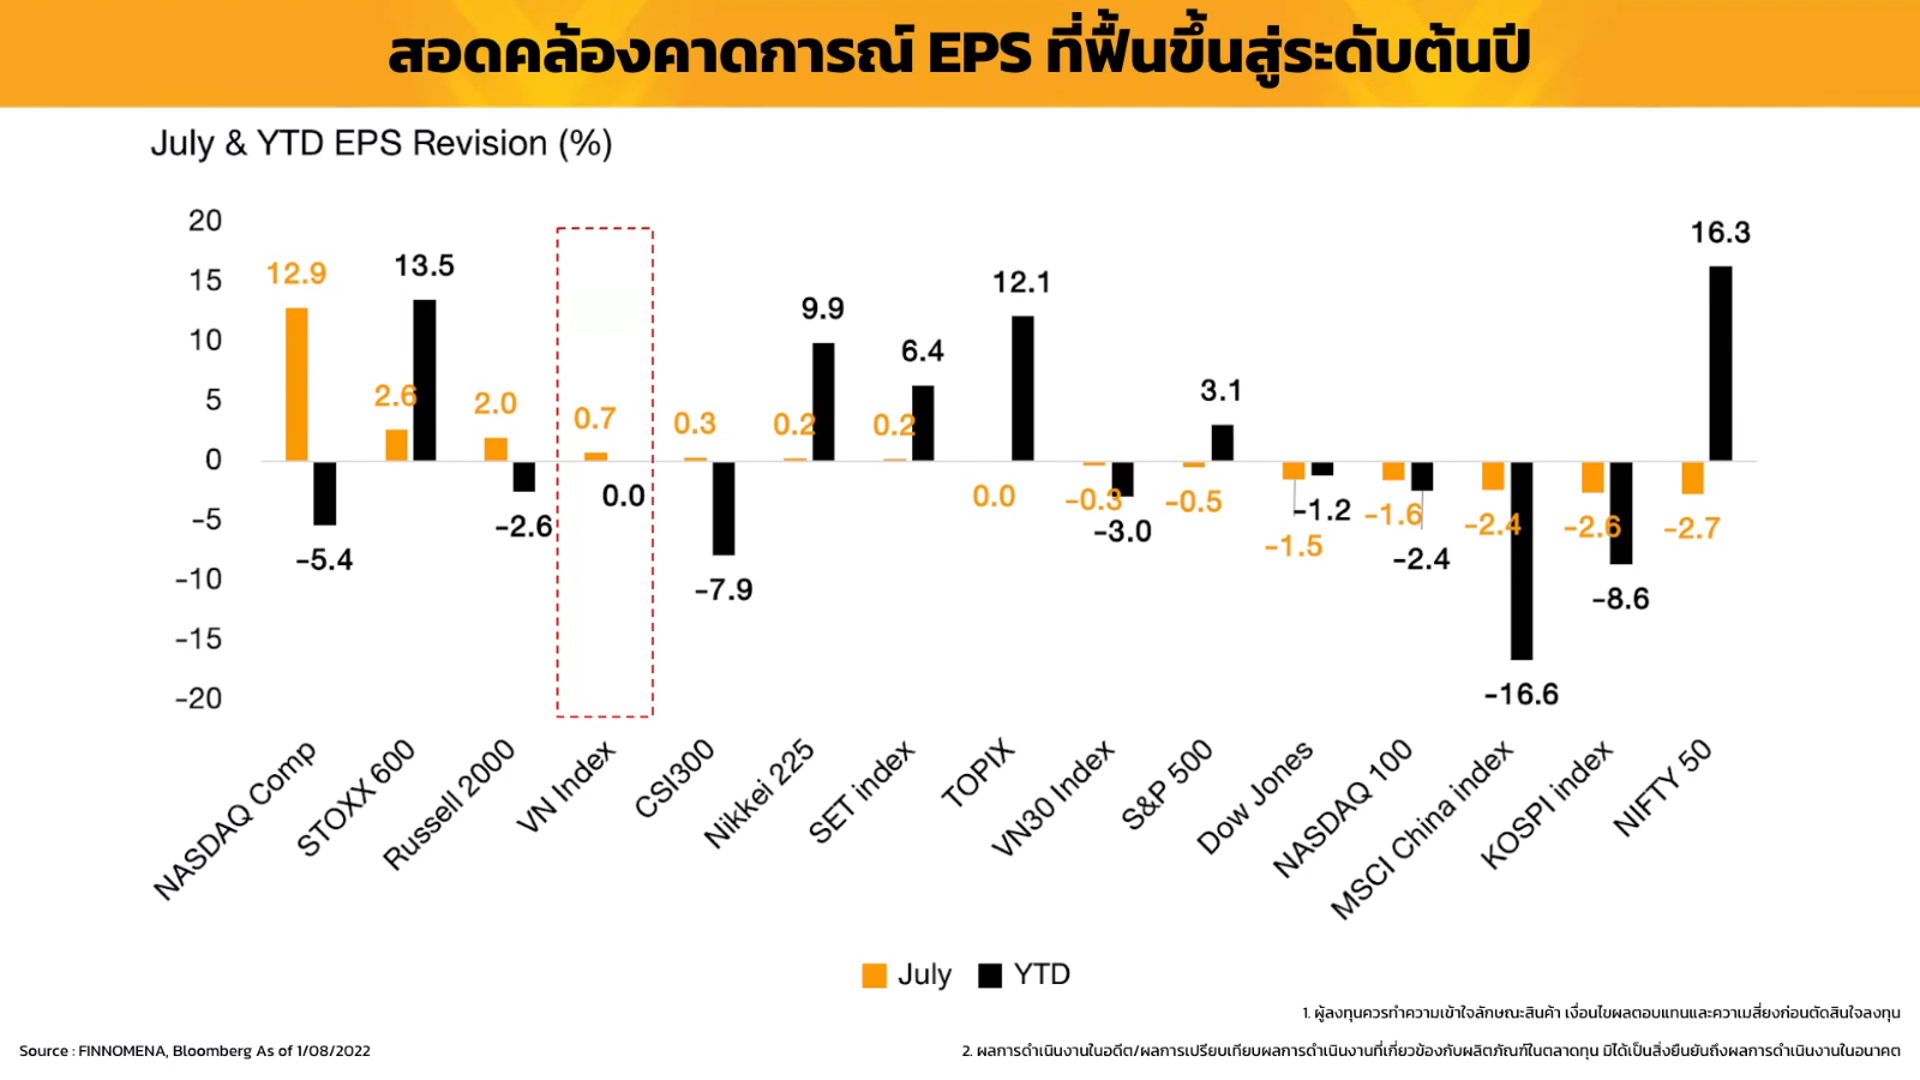 สอดคล้องคาดการณ์ EPS ที่ฟื้นขึ้นสู่ระดับต้นปี
July & YTD EPS Revision (%)
20
15
10
5
0
-5
-10
-15
-20
12.9
-5.4
2.6
13.5
2.0
-2.6
0.7
0.0
0.3
-7.9
0.2
9.9
0.2
6.4
0.0
12.1
-0.3
-3.0
-0.5
3.1
-1.5
-1.2
-1.6
-2.4
-2.4
-16.6
-2.6
-8.6
-2.7
16.3
NASDAQ Comp
STOXX 600
Russell 2000
VN Index
CSI300
Nikkei 225
SET index
TOPIX
VN30 Index
S&P 500
Dow Jones
NASDAQ 100
MSCI China index
KOSPI index
NIFTY 50
July YTD
1. ผู้ลงทุนควรทำความเข้าใจลักษณะสินค้า เงื่อนไขผลตอบแทนและความเสี่ยงก่อนตัดสินใจลงทุน
Source : FINNOMENA, Bloomberg As of 1/08/2022
2. ผลการดำเนินงานในอดีต/ผลการเปรียบเทียบผลการดำเนินงานที่เกี่ยวข้องกับผลิตภัณฑ์ในตลาดทุน มิได้เป็นสิ่งยืนยันถึงผลการดำเนินงานในอนาคต